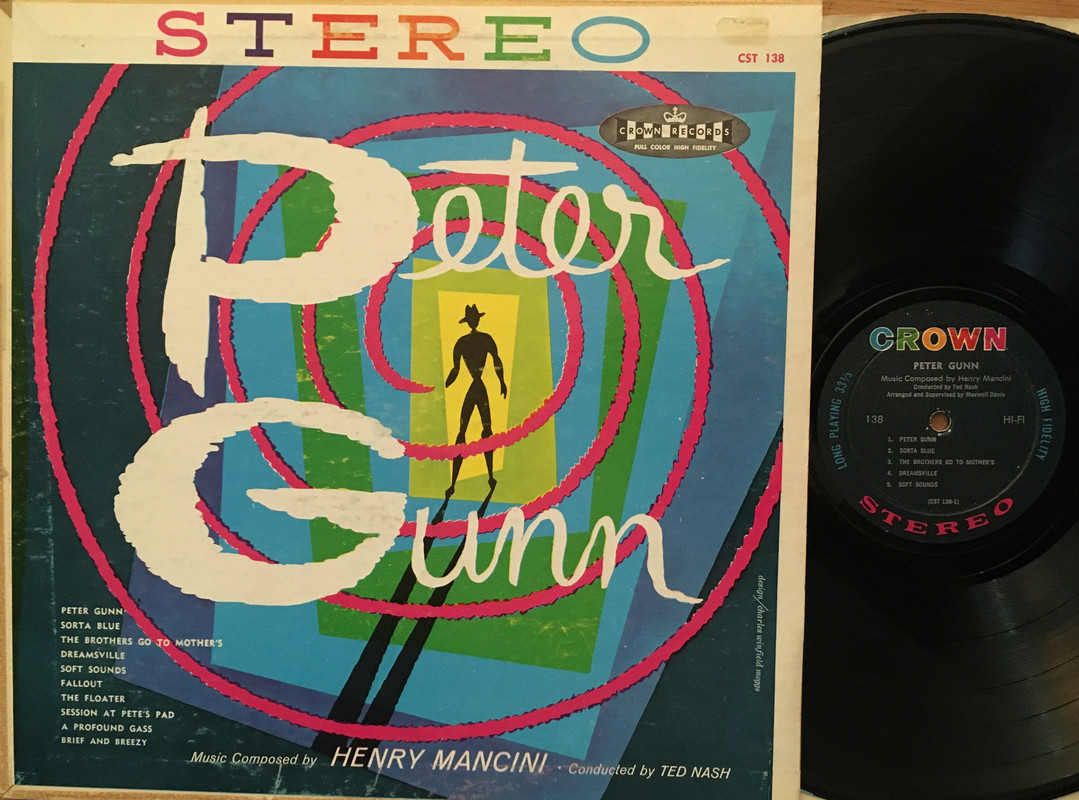 STEREO
CST 138
CROWN RECORDS
FULL COLOR HIGH FIDELITY
Peter
Gunn
PETER GUNN
SORTA BLUE
THE BROTHERS GO TO MOTHER'S
DREAMSVILLE
SOFT SOUNDS
FALLOUT
THE FLOATER
SESSION AT PETE'S PAD
A PROFOUND GASS
BRIEF AND BREEZY
Music Composed by HENRY MANCINI · Conducted by TED NASH
design/charles winfield meggs
CROWN
PETER GUNN
Music Composed by Henry Mancini
Conducted by Ted Nash
Arranged and Supervised by Maxwell Davis
LONG PLAYING 33⅓
138
HI-FI
HIGH FIDELITY
1. PETER GUNN
2. SORTA BLUE
3. THE BROTHERS GO TO MOTHER'S
4. DREAMSVILLE
5. SOFT SOUNDS
(CST 138-1)
STEREO